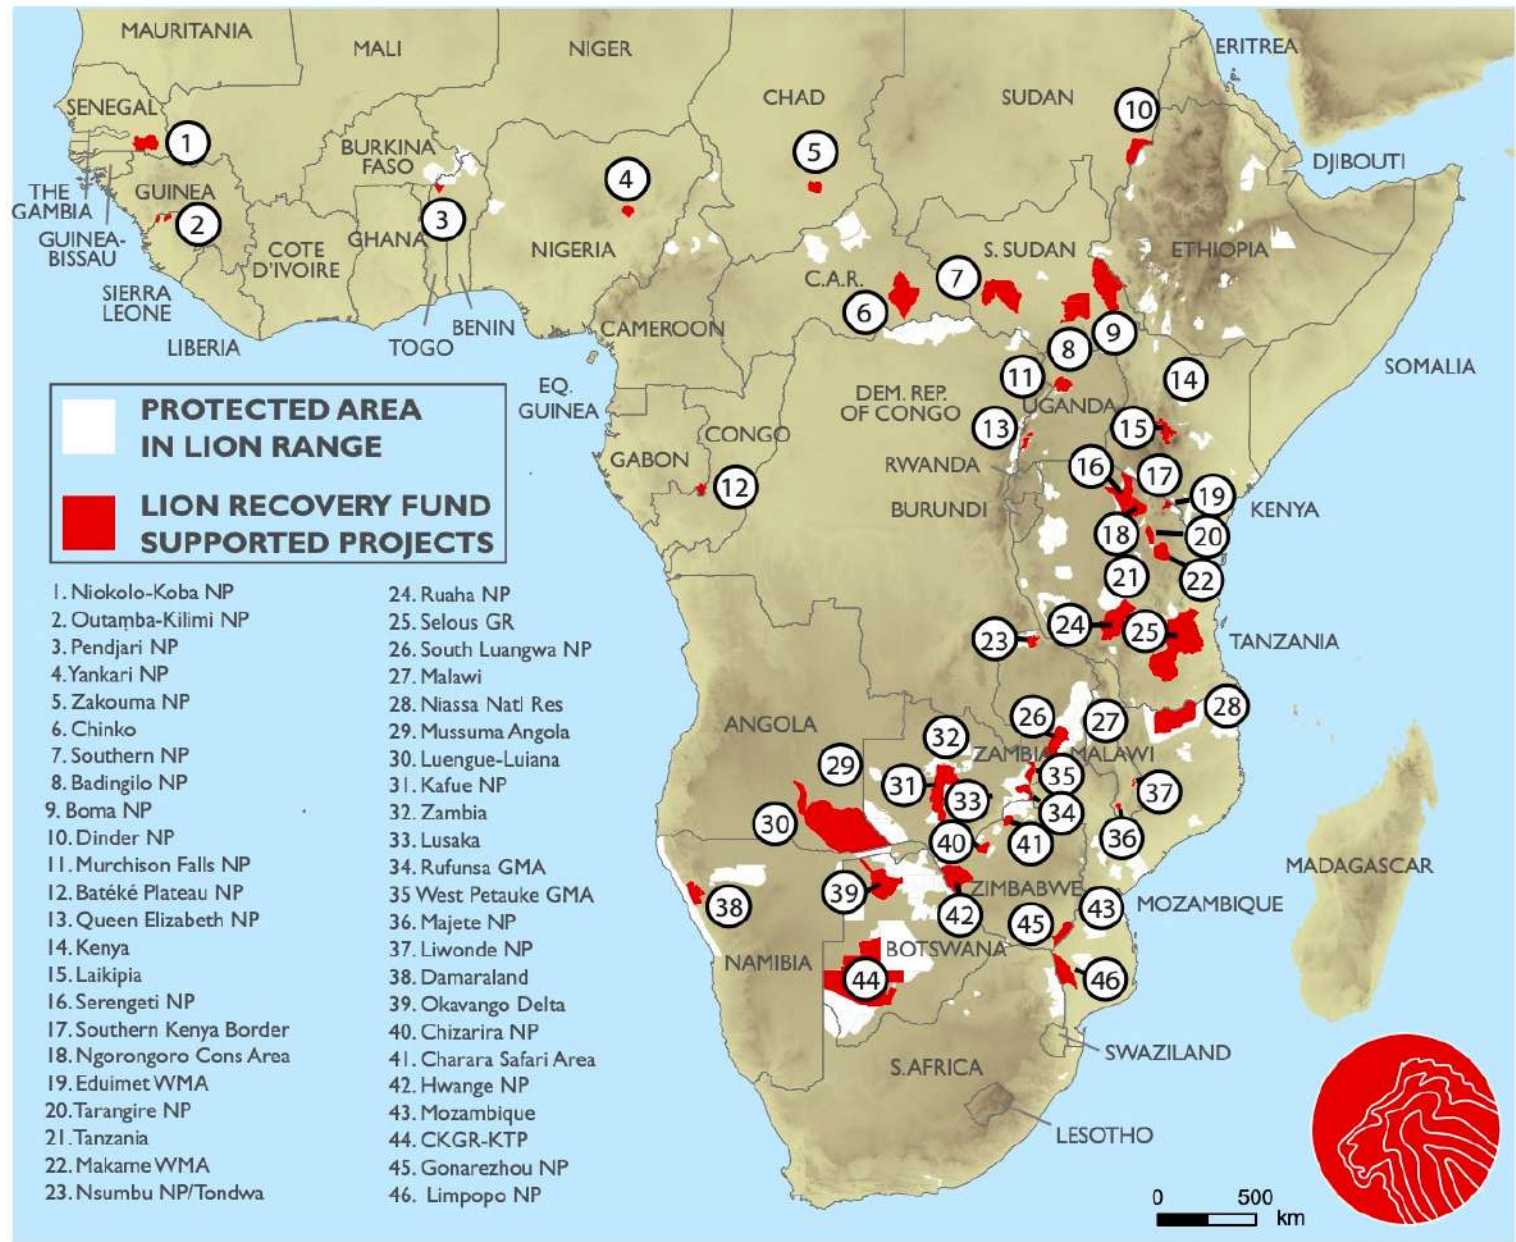 MAURITANIA
MALI
NIGER
CHAD
SUDAN
ERITREA
SENEGAL
BURKINA
FASO
DJIBOUTI
THE
GAMBIA
GUINEA
GUINEA-
BISSAU
COTE
D'IVOIRE
GHANA
NIGERIA
S. SUDAN
ETHIOPIA
SIERRA
LEONE
C.A.R.
LIBERIA
TOGO
BENIN
CAMEROON
SOMALIA
EQ.
GUINEA
DEM. REP.
OF CONGO
UGANDA
CONGO
GABON
RWANDA
BURUNDI
KENYA
TANZANIA
ANGOLA
ZAMBIA
MALAWI
MADAGASCAR
ZIMBABWE
MOZAMBIQUE
NAMIBIA
BOTSWANA
SWAZILAND
S.AFRICA
LESOTHO
1
2
3
4
5
6
7
8
9
10
11
12
13
14
15
16
17
18
19
20
21
22
23
24
25
26
27
28
29
30
31
32
33
34
35
36
37
38
39
40
41
42
43
44
45
46
PROTECTED AREA
IN LION RANGE
LION RECOVERY FUND
SUPPORTED PROJECTS
1. Niokolo-Koba NP
2. Outamba-Kilimi NP
3. Pendjari NP
4. Yankari NP
5. Zakouma NP
6. Chinko
7. Southern NP
8. Badingilo NP
9. Boma NP
10. Dinder NP
11. Murchison Falls NP
12. Batéké Plateau NP
13. Queen Elizabeth NP
14. Kenya
15. Laikipia
16. Serengeti NP
17. Southern Kenya Border
18. Ngorongoro Cons Area
19. Eduimet WMA
20. Tarangire NP
21. Tanzania
22. Makame WMA
23. Nsumbu NP/Tondwa
24. Ruaha NP
25. Selous GR
26. South Luangwa NP
27. Malawi
28. Niassa Natl Res
29. Mussuma Angola
30. Luengue-Luiana
31. Kafue NP
32. Zambia
33. Lusaka
34. Rufunsa GMA
35 West Petauke GMA
36. Majete NP
37. Liwonde NP
38. Damaraland
39. Okavango Delta
40. Chizarira NP
41. Charara Safari Area
42. Hwange NP
43. Mozambique
44. CKGR-KTP
45. Gonarezhou NP
46. Limpopo NP
0 500
km